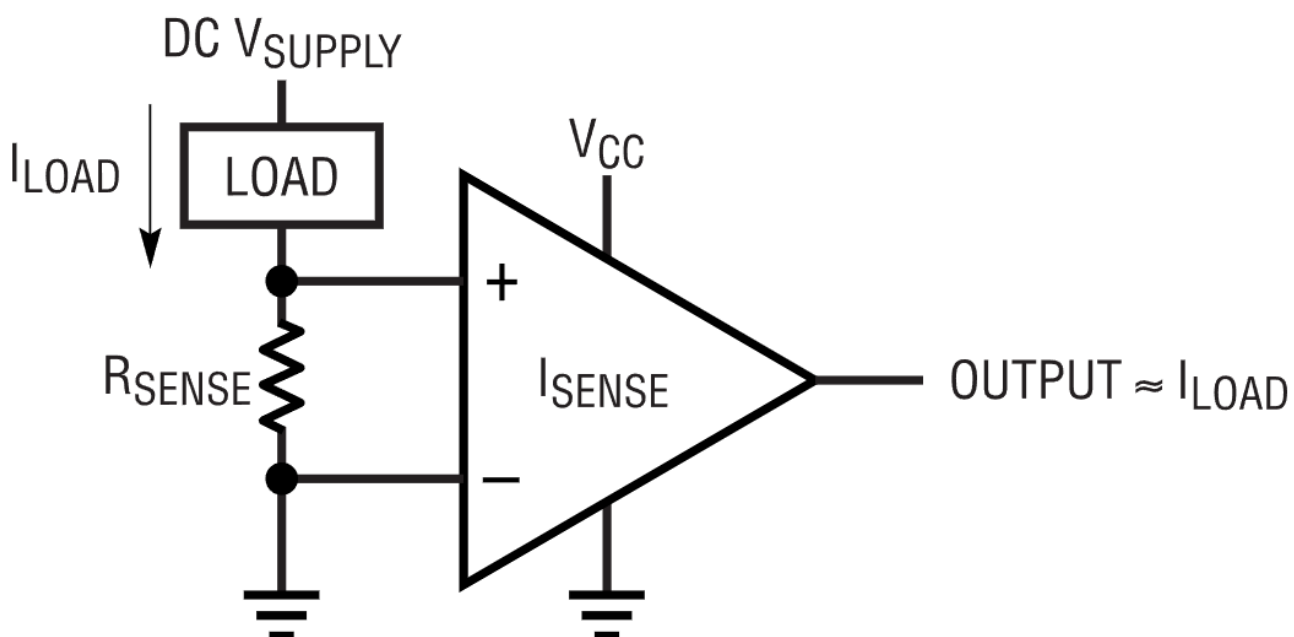 DC VSUPPLY
ILOAD
LOAD
VCC
+
RSENSE
ISENSE
−
OUTPUT ≈ ILOAD